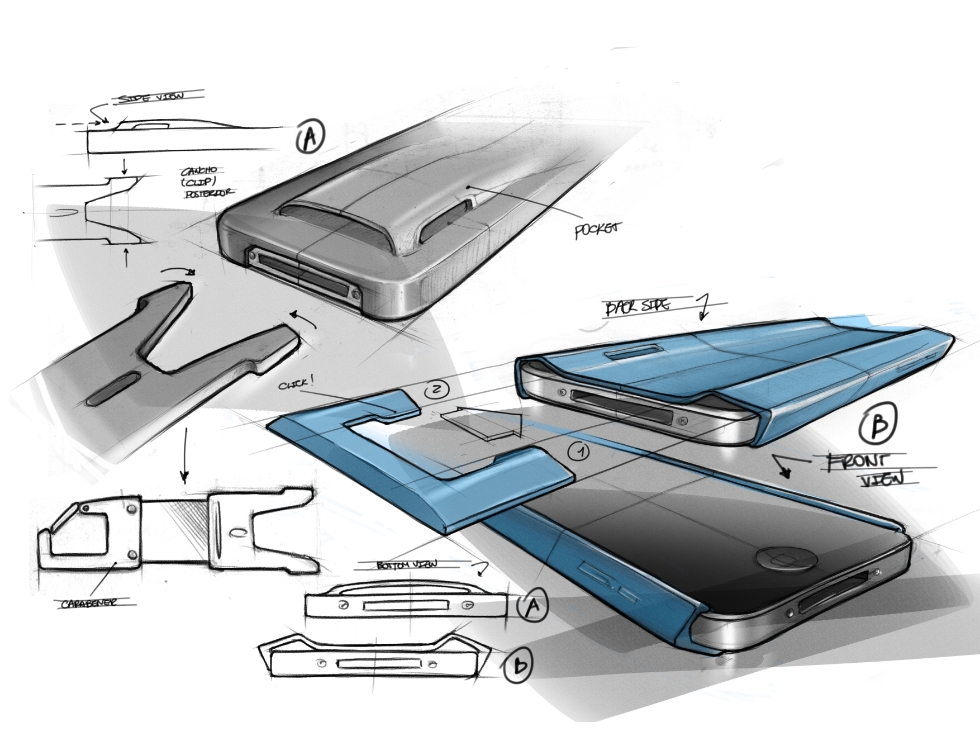 SIDE VIEW
A
GANCHO
(CLIP)
POSTERIOR
POCKET
BACK SIDE
CLICK!
2
B
1
FRONT
VIEW
BOTTOM VIEW
CARABENER
A
b